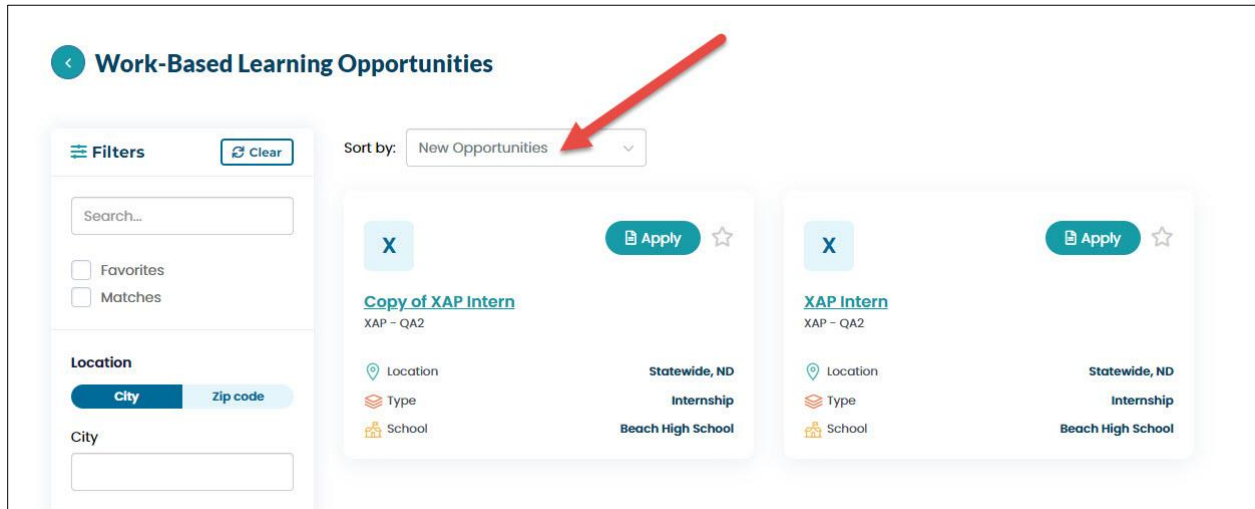 Work-Based Learning Opportunities
Filters
Clear
Search...
Favorites
Matches
Location
City
Zip code
City
Sort by:
New Opportunities
X
Apply
Copy of XAP Intern
XAP - QA2
Location
Statewide, ND
Type
Internship
School
Beach High School
X
Apply
XAP Intern
XAP - QA2
Location
Statewide, ND
Type
Internship
School
Beach High School